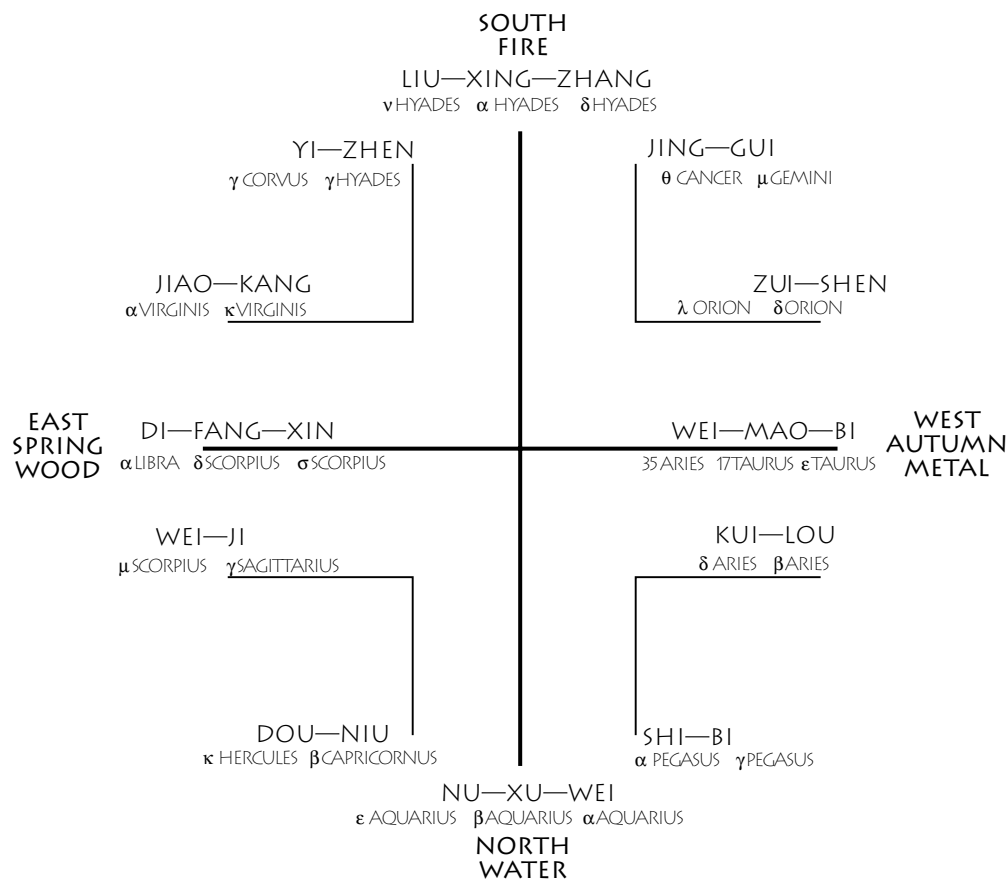 SOUTH
FIRE
LIU—XING—ZHANG
ν HYADES α HYADES δ HYADES
YI—ZHEN
γ CORVUS γ HYADES
JING—GUI
θ CANCER μ GEMINI
JIAO—KANG
α VIRGINIS κ VIRGINIS
ZUI—SHEN
λ ORION δ ORION
EAST
SPRING
WOOD
DI—FANG—XIN
α LIBRA δ SCORPIUS σ SCORPIUS
WEI—MAO—BI
35 ARIES 17 TAURUS ε TAURUS
WEST
AUTUMN
METAL
WEI—JI
μ SCORPIUS γ SAGITTARIUS
KUI—LOU
δ ARIES β ARIES
DOU—NIU
κ HERCULES β CAPRICORNUS
SHI—BI
α PEGASUS γ PEGASUS
NU—XU—WEI
ε AQUARIUS β AQUARIUS α AQUARIUS
NORTH
WATER